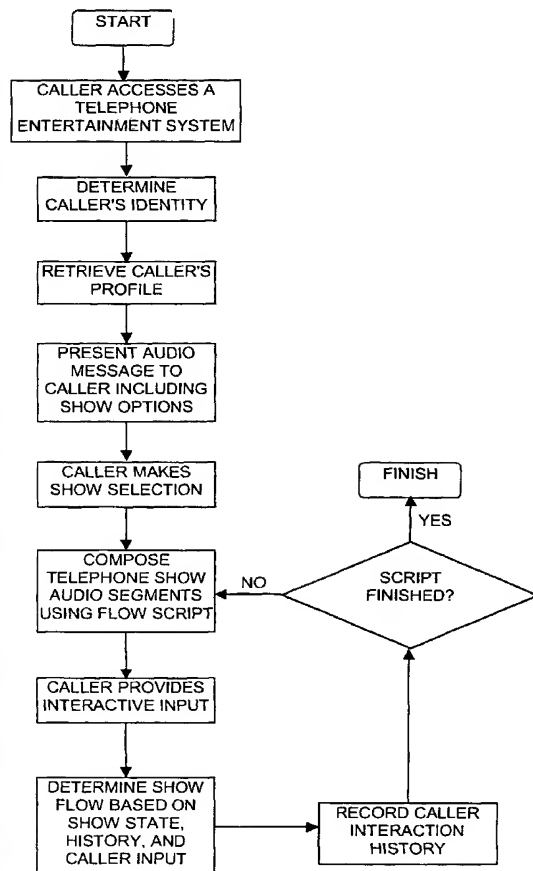 START
CALLER ACCESSES A
TELEPHONE
ENTERTAINMENT SYSTEM
DETERMINE
CALLER'S IDENTITY
RETRIEVE CALLER'S
PROFILE
PRESENT AUDIO
MESSAGE TO
CALLER INCLUDING
SHOW OPTIONS
CALLER MAKES
SHOW SELECTION
COMPOSE
TELEPHONE SHOW
AUDIO SEGMENTS
USING FLOW SCRIPT
CALLER PROVIDES
INTERACTIVE INPUT
DETERMINE SHOW
FLOW BASED ON
SHOW STATE,
HISTORY, AND
CALLER INPUT
RECORD CALLER
INTERACTION
HISTORY
SCRIPT
FINISHED?
NO
YES
FINISH